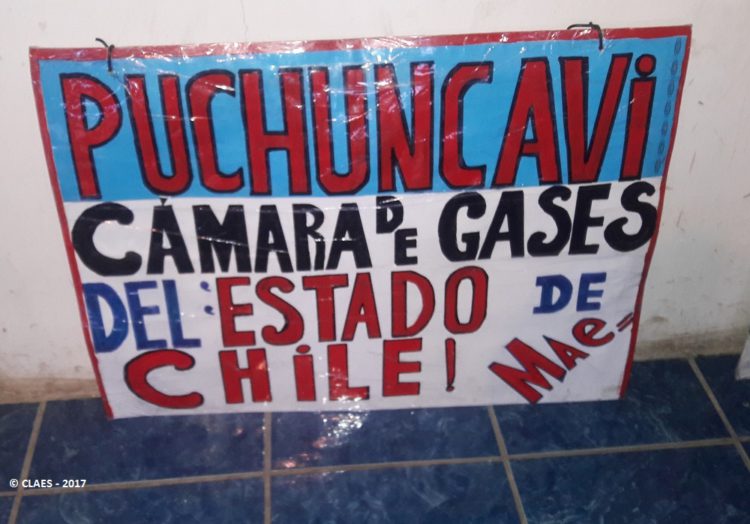 PUCHUNCAVi
CÁMARA DE GASES
DEL "ESTADO DE
CHiLE! MAe=
© CLAES - 2017